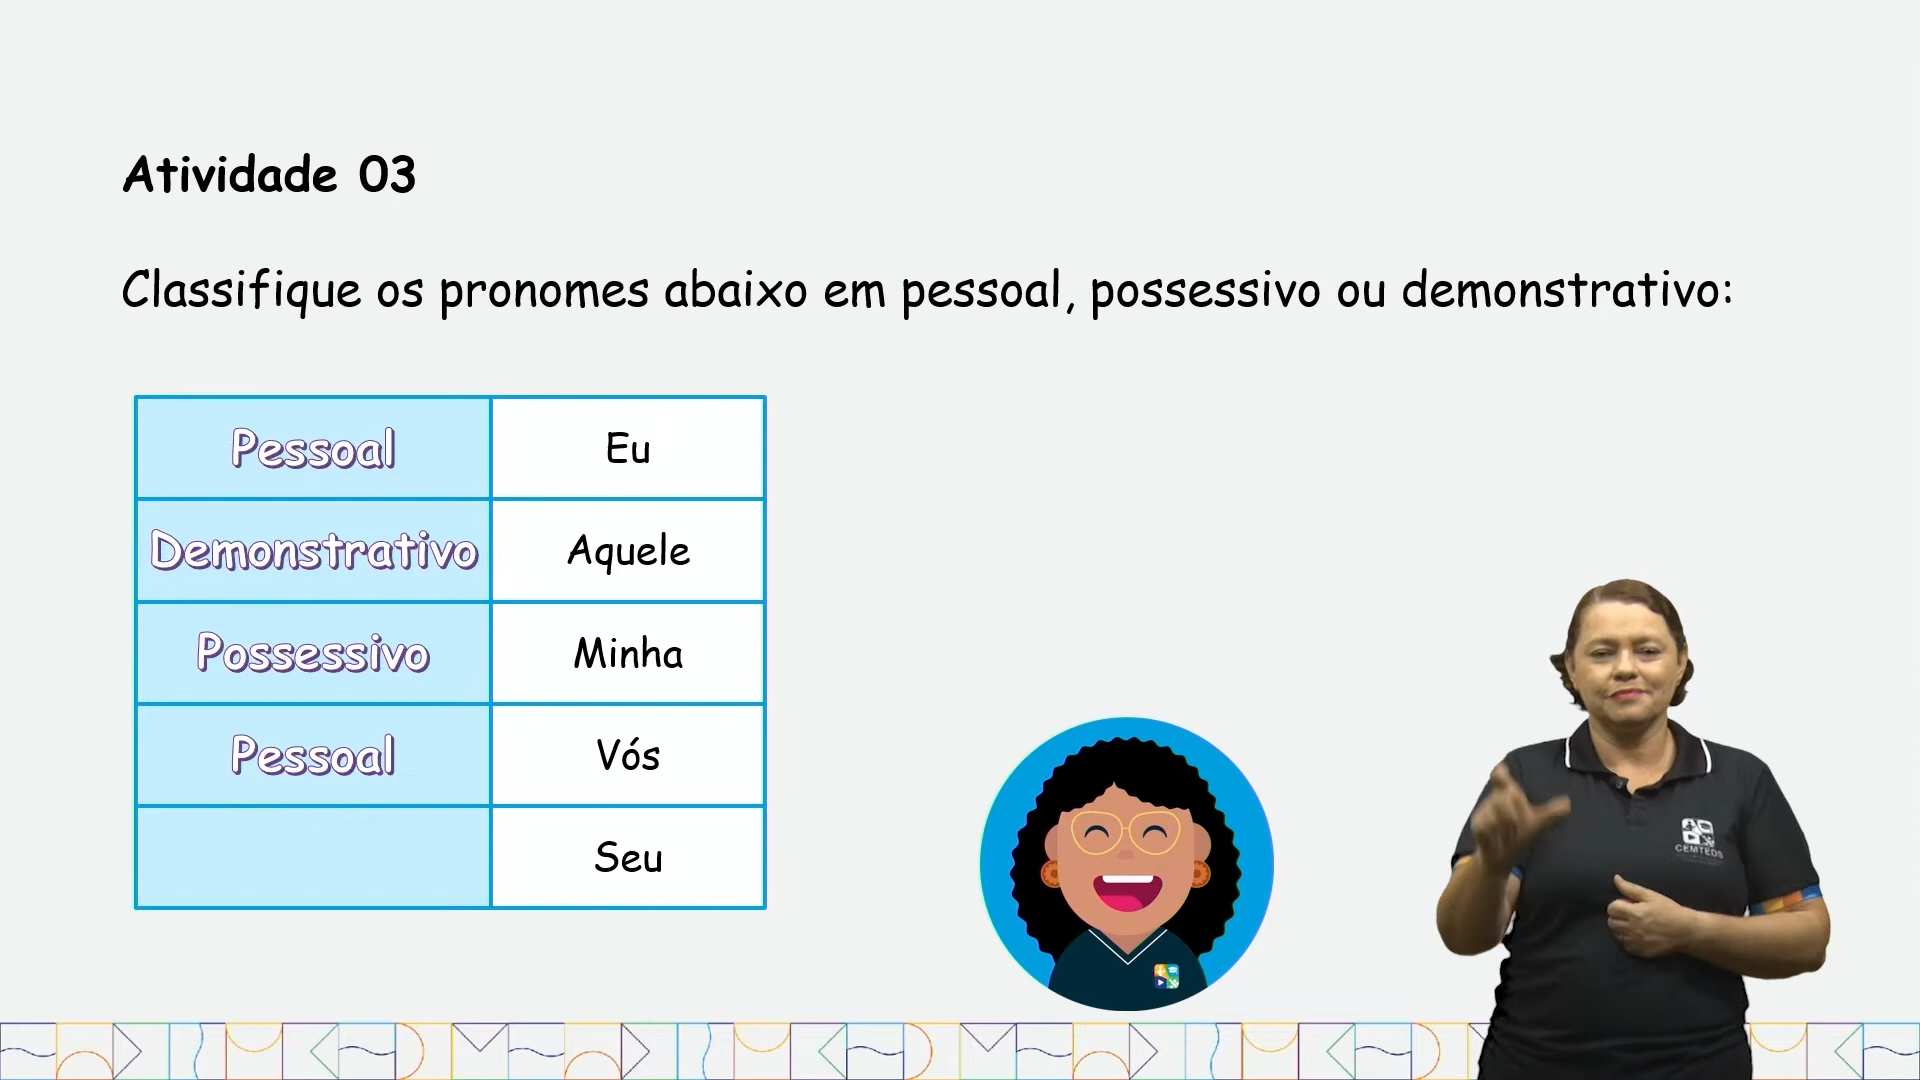 Atividade 03
Classifique os pronomes abaixo em pessoal, possessivo ou demonstrativo:
Pessoal Eu
Demonstrativo Aquele
Possessivo Minha
Pessoal Vós
Seu
CEMTEDS